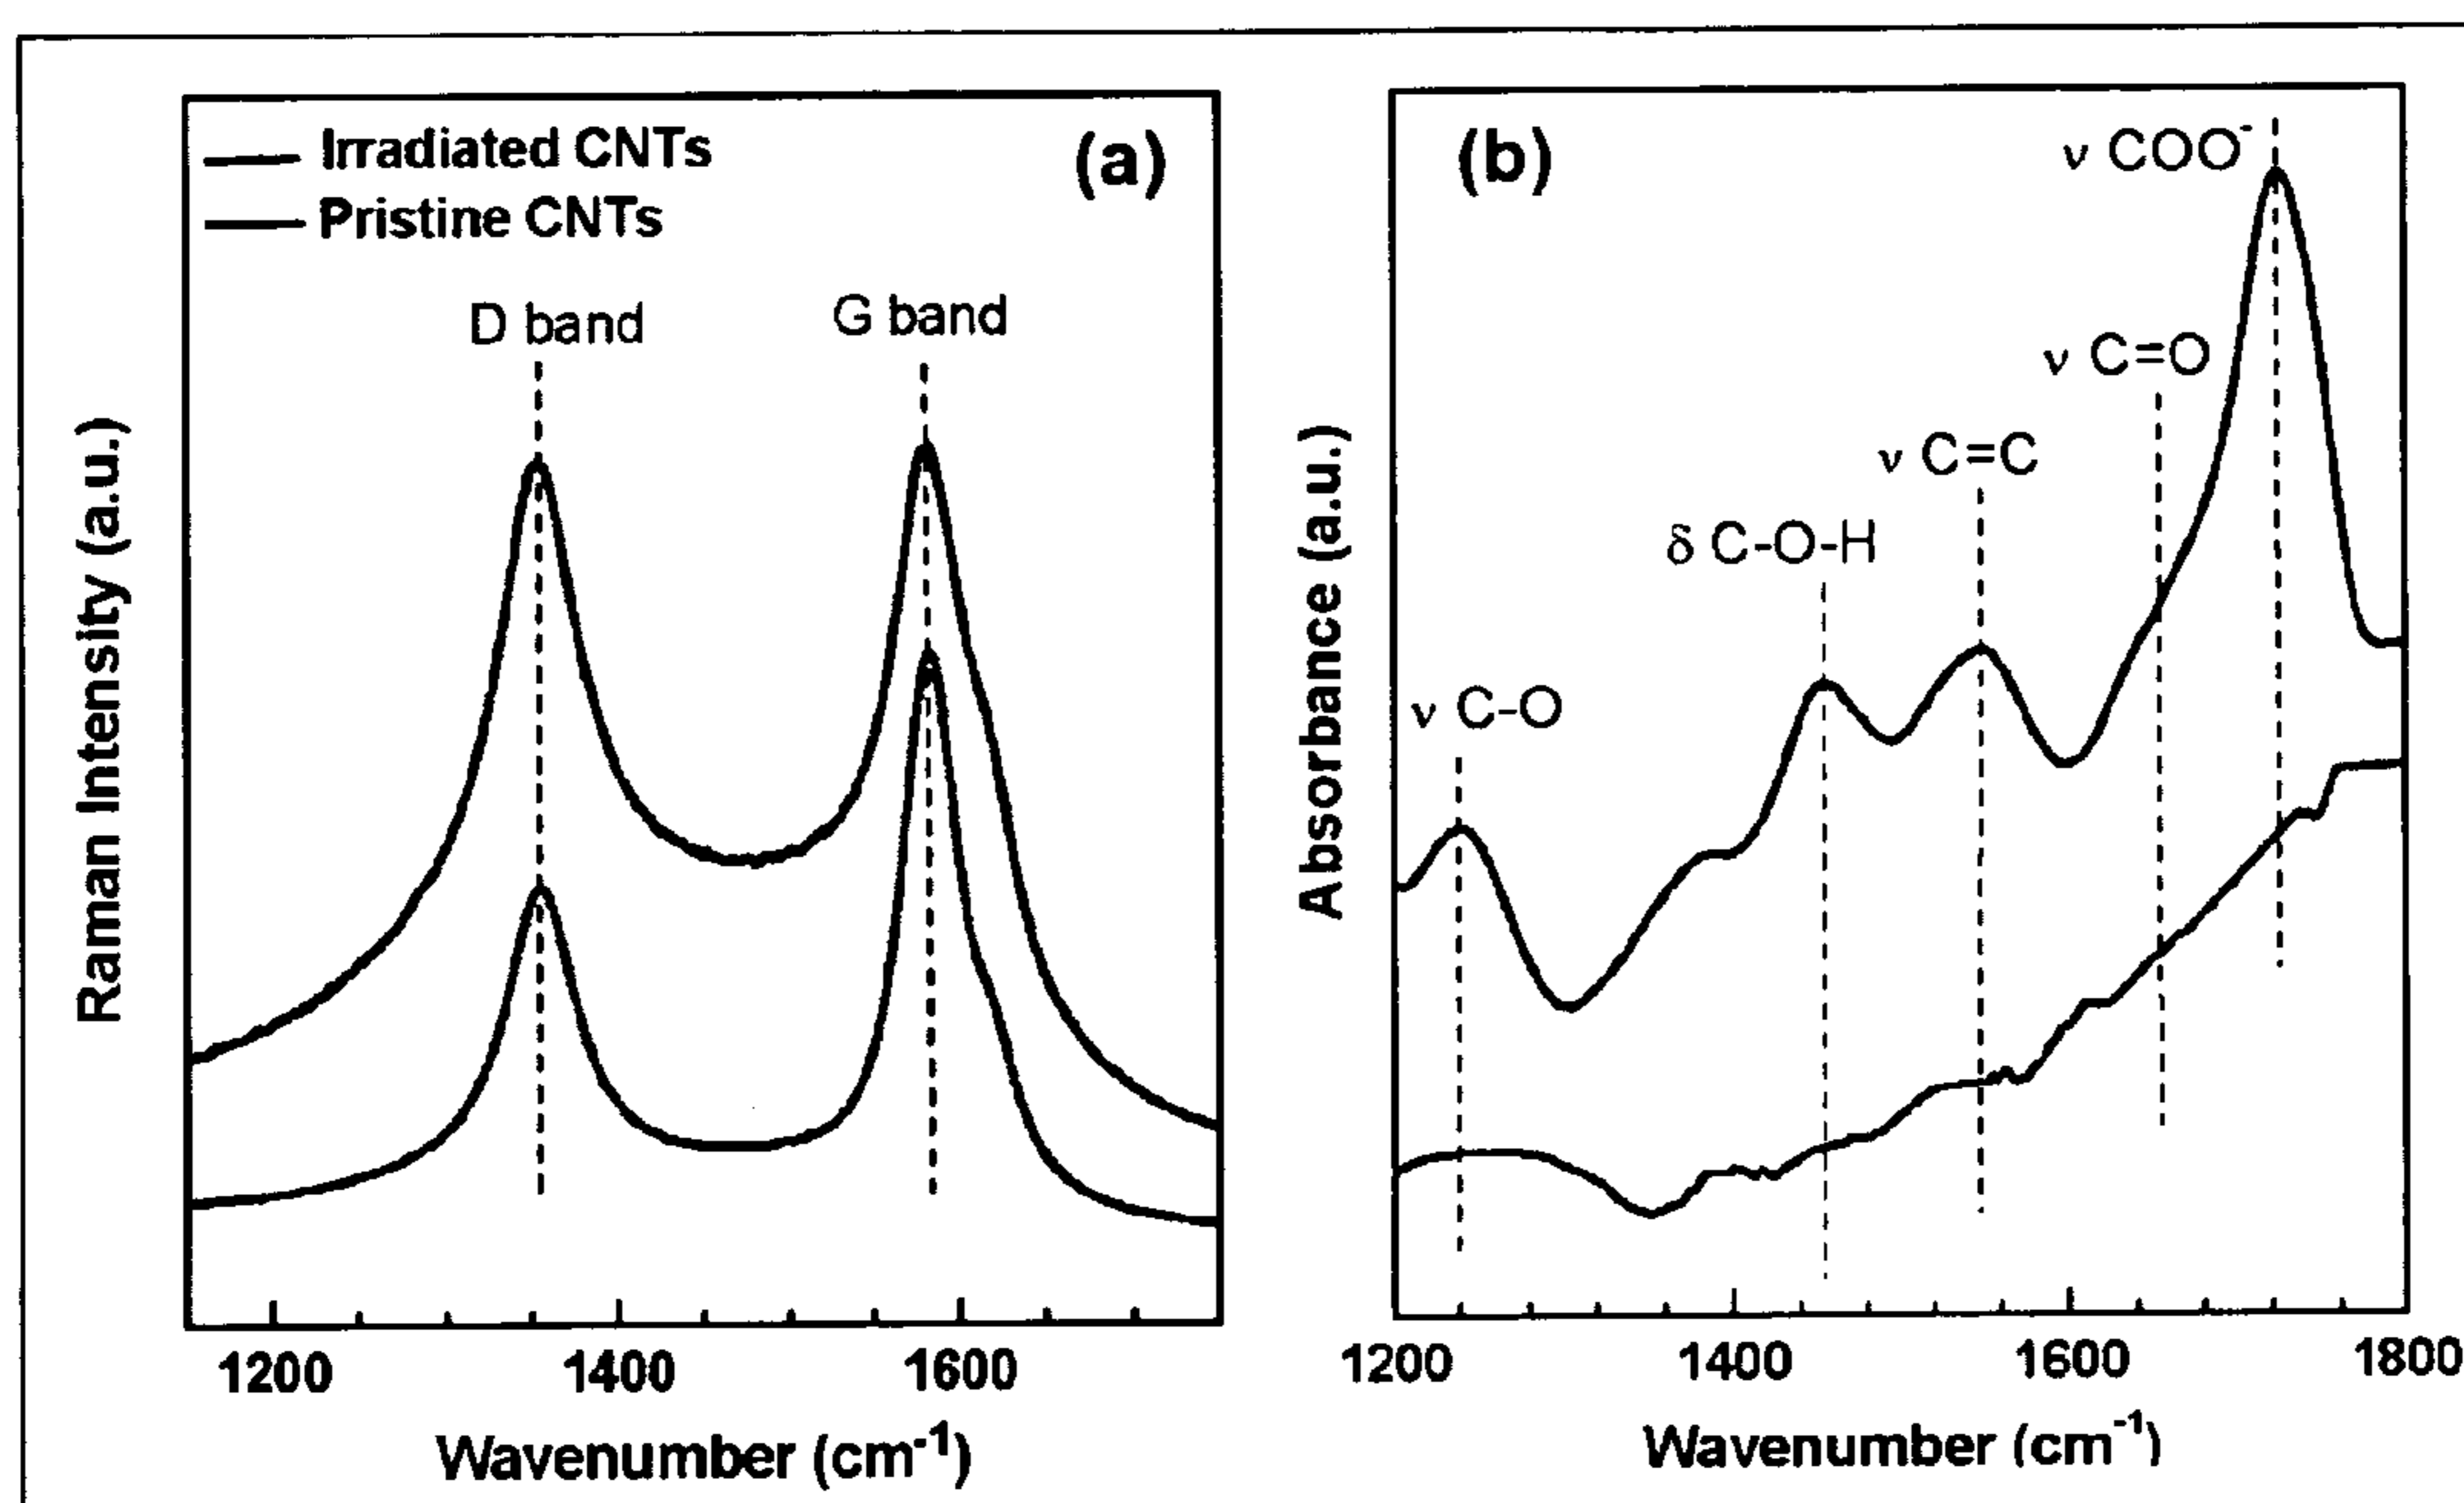 Irradiated CNTs
Pristine CNTs
(a)
D band
G band
Raman Intensity (a.u.)
1200
1400
1600
Wavenumber (cm⁻¹)
(b)
ν COO⁻
ν C=O
ν C=C
δ C-O-H
ν C-O
Absorbance (a.u.)
1200
1400
1600
1800
Wavenumber (cm⁻¹)